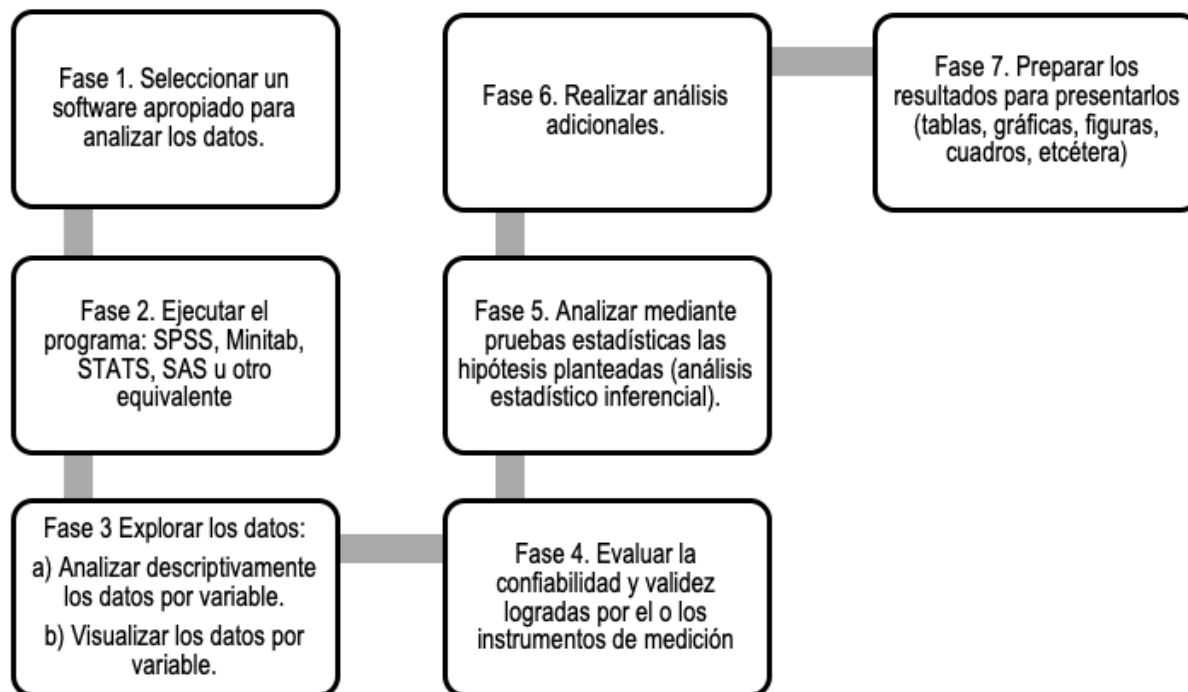 Fase 1. Seleccionar un
software apropiado para
analizar los datos.
Fase 2. Ejecutar el
programa: SPSS, Minitab,
STATS, SAS u otro
equivalente
Fase 3 Explorar los datos:
a) Analizar descriptivamente
los datos por variable.
b) Visualizar los datos por
variable.
Fase 4. Evaluar la
confiabilidad y validez
logradas por el o los
instrumentos de medición
Fase 5. Analizar mediante
pruebas estadísticas las
hipótesis planteadas (análisis
estadístico inferencial).
Fase 6. Realizar análisis
adicionales.
Fase 7. Preparar los
resultados para presentarlos
(tablas, gráficas, figuras,
cuadros, etcétera)